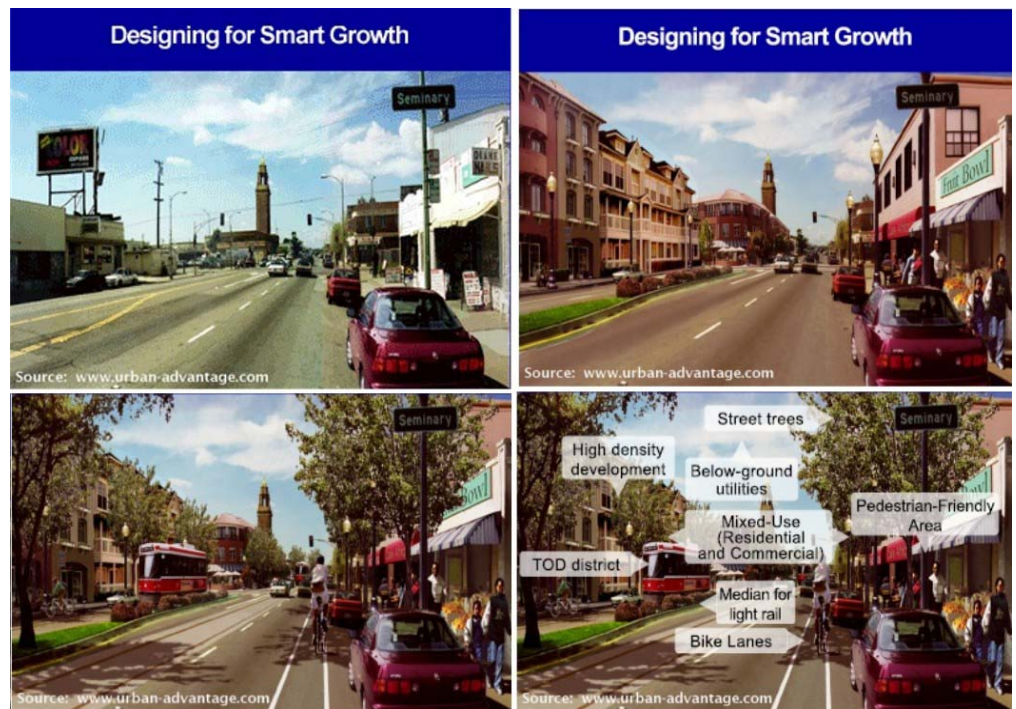 Designing for Smart Growth
Seminary
COLOR
Source: www.urban-advantage.com
Designing for Smart Growth
Seminary
Fruit Bowl
Source: www.urban-advantage.com
Seminary
Bowl
Source: www.urban-advantage.com
Street trees
Seminary
High density
development
Below-ground
utilities
Pedestrian-Friendly
Area
Mixed-Use
(Residential
and Commercial)
TOD district
Median for
light rail
Bike Lanes
Source: www.urban-advantage.com